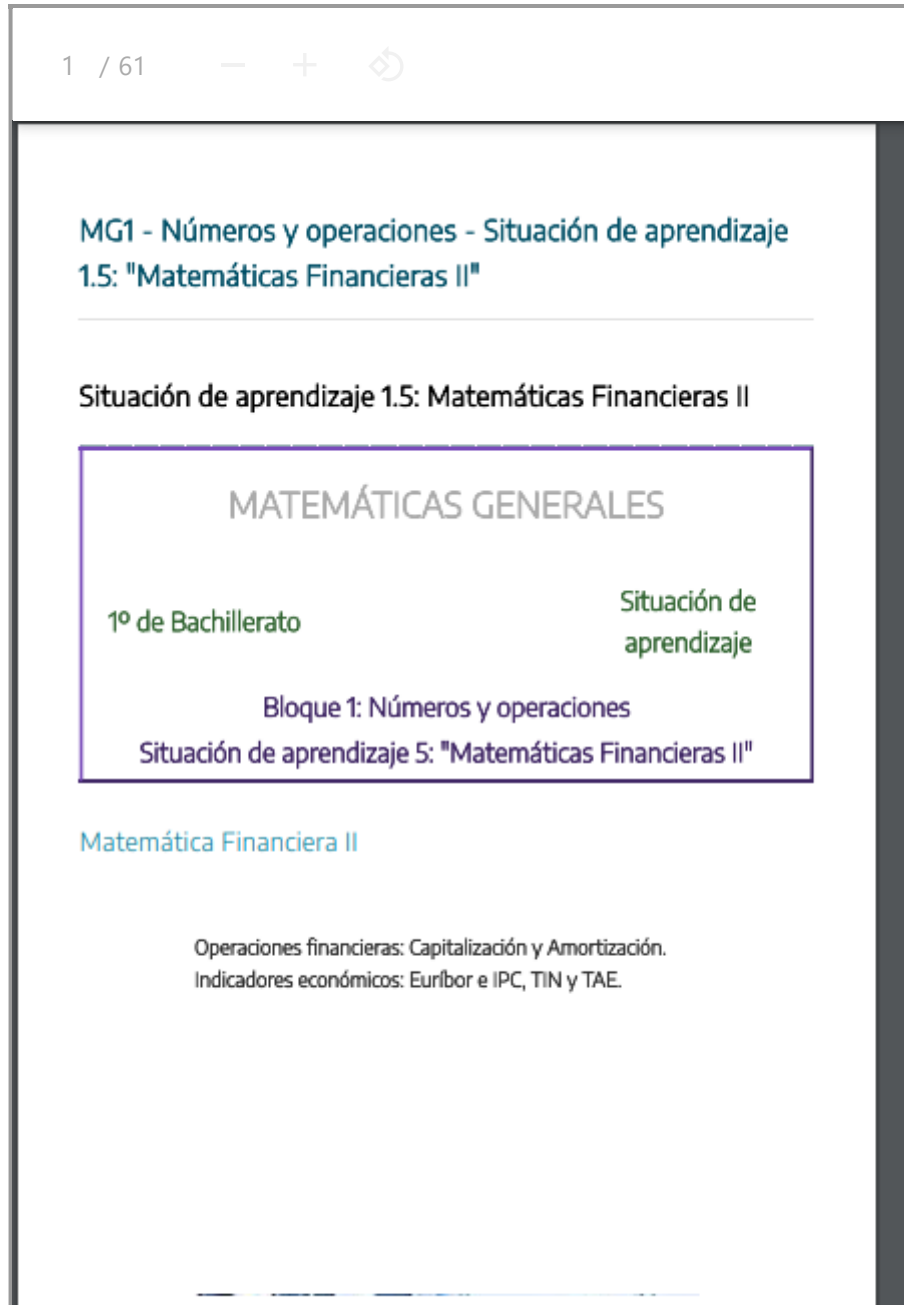 1 / 61
MG1 - Números y operaciones - Situación de aprendizaje
1.5: "Matemáticas Financieras II"
Situación de aprendizaje 1.5: Matemáticas Financieras II
MATEMÁTICAS GENERALES
1º de Bachillerato
Situación de
aprendizaje
Bloque 1: Números y operaciones
Situación de aprendizaje 5: "Matemáticas Financieras II"
Matemática Financiera II
Operaciones financieras: Capitalización y Amortización.
Indicadores económicos: Euríbor e IPC, TIN y TAE.